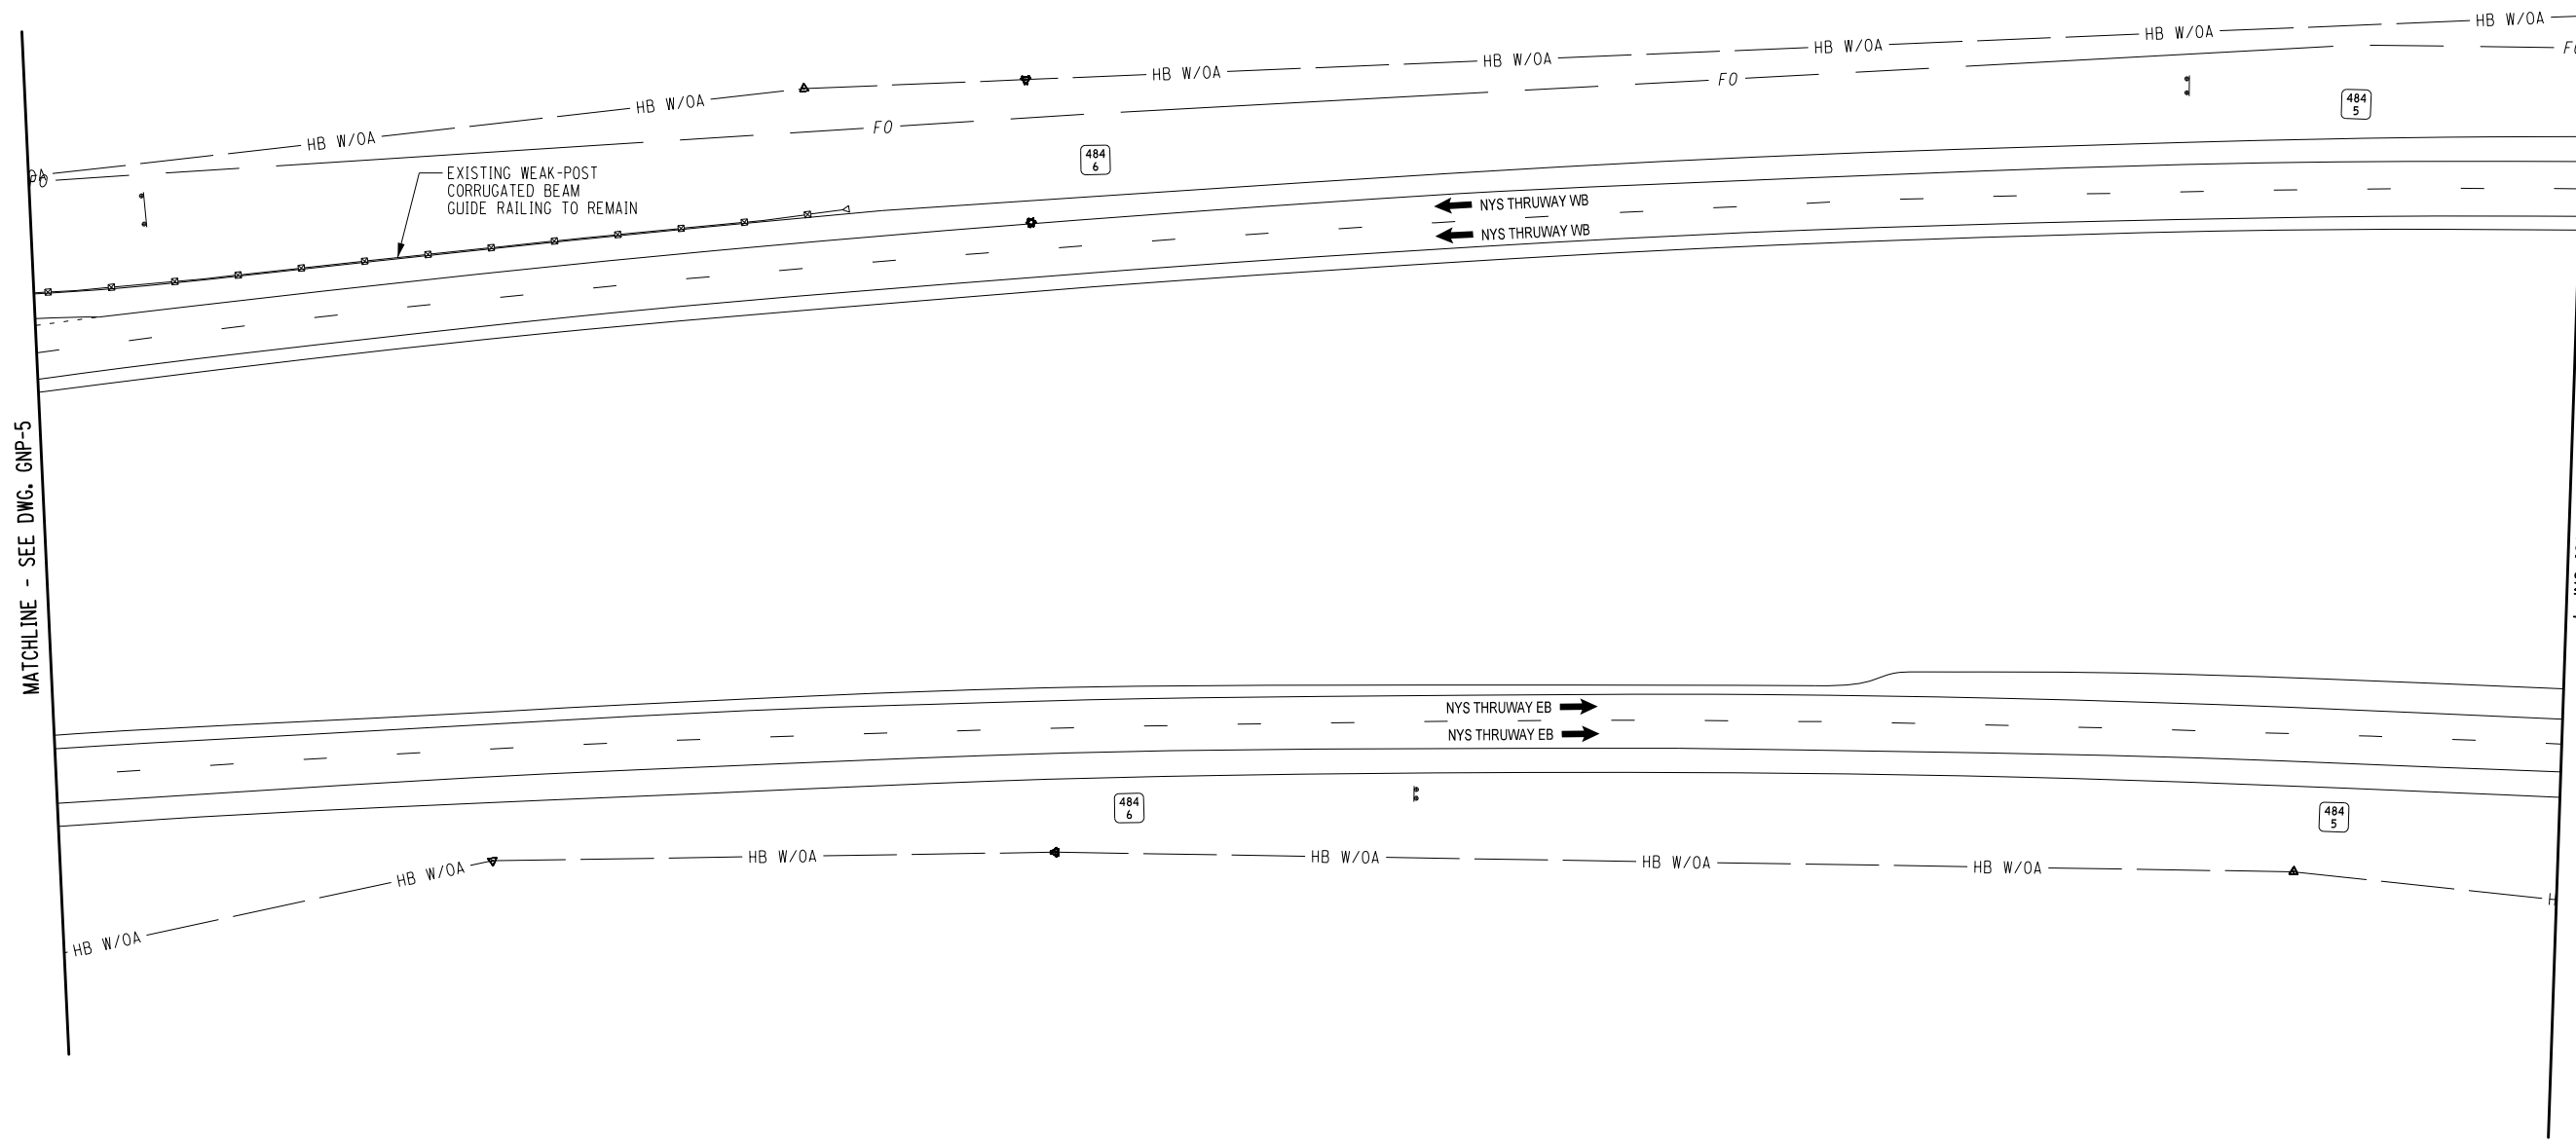 HB W/OA
HB W/OA
HB W/OA
HB W/OA
HB W/OA
HB W/OA
HB W/OA
FO
FO
FO
OA
484
5
484
6
EXISTING WEAK-POST
CORRUGATED BEAM
GUIDE RAILING TO REMAIN
NYS THRUWAY WB
NYS THRUWAY WB
MATCHLINE - SEE DWG. GNP-5
NYS THRUWAY EB
NYS THRUWAY EB
484
6
484
5
HB W/OA
HB W/OA
HB W/OA
HB W/OA
HB W/OA
HB W/OA
H